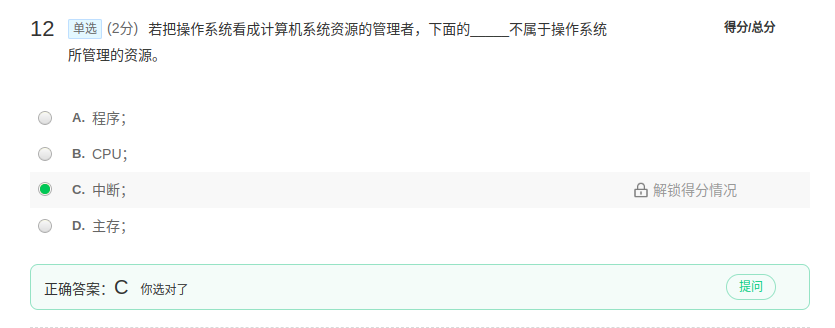 12 单选 (2分) 若把操作系统看成计算机系统资源的管理者，下面的_____不属于操作系统 得分/总分
所管理的资源。
A. 程序；
B. CPU；
C. 中断； 解锁得分情况
D. 主存；
正确答案：C 你选对了 提问